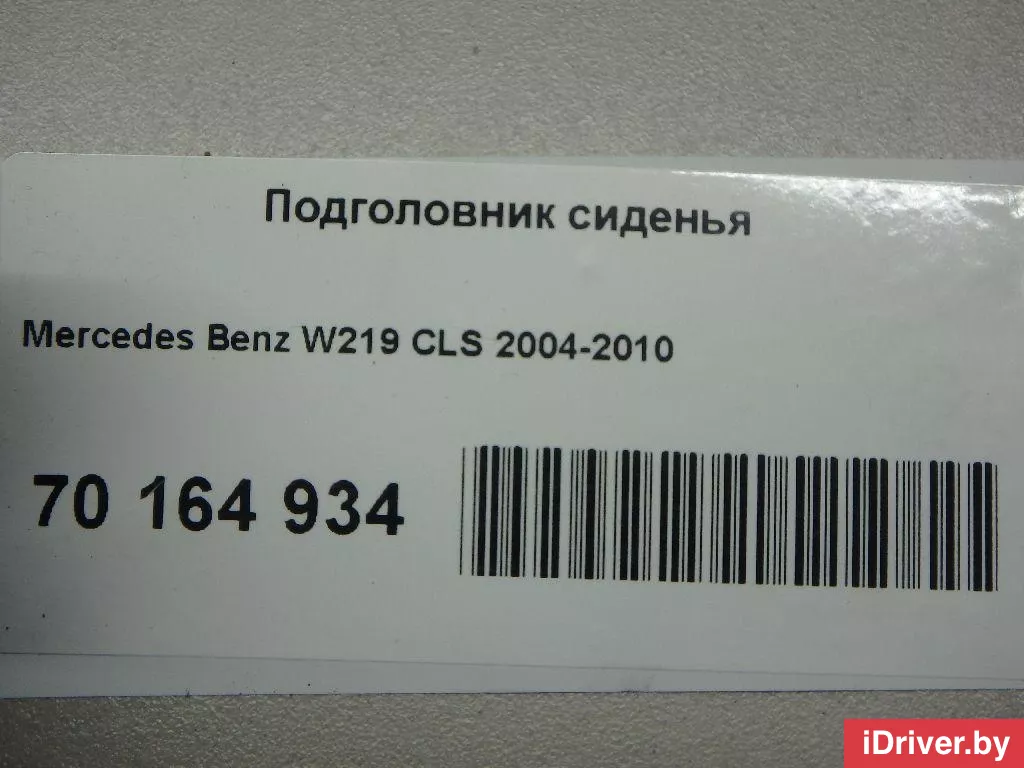 Подголовник сиденья
Mercedes Benz W219 CLS 2004-2010
70 164 934
iDriver.by